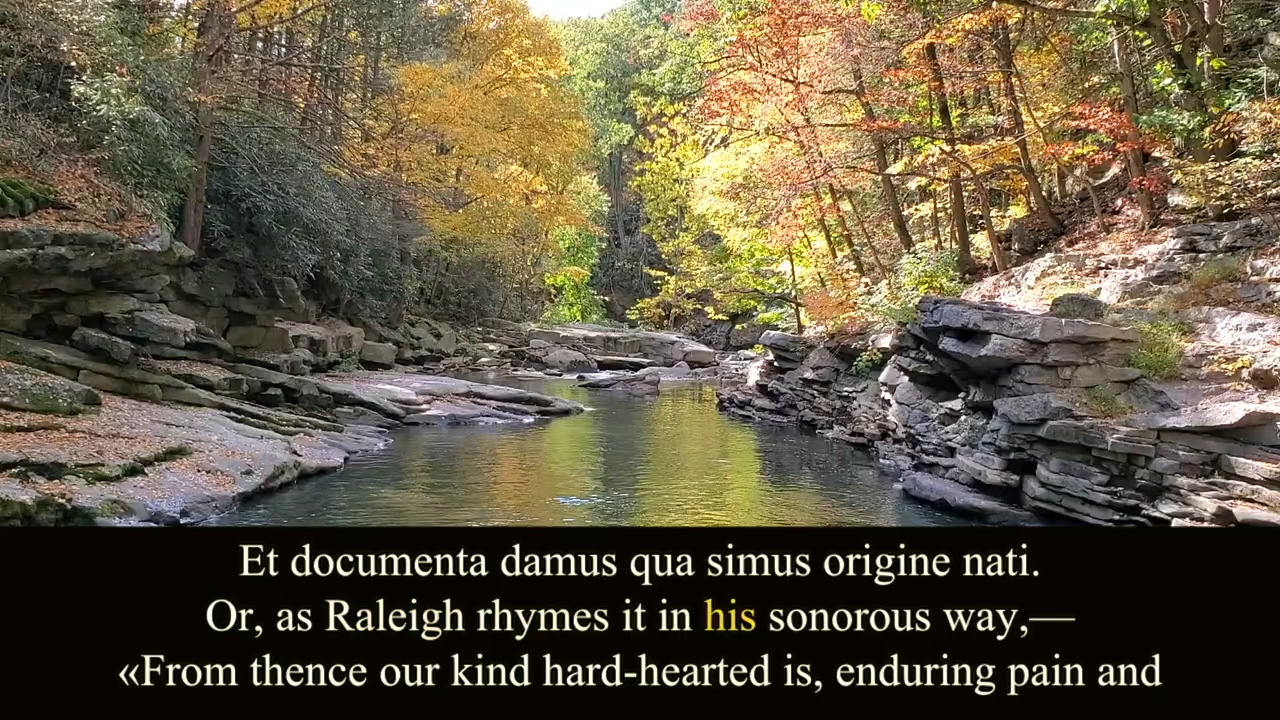 Et documenta damus qua simus origine nati.
Or, as Raleigh rhymes it in his sonorous way,—
«From thence our kind hard-hearted is, enduring pain and